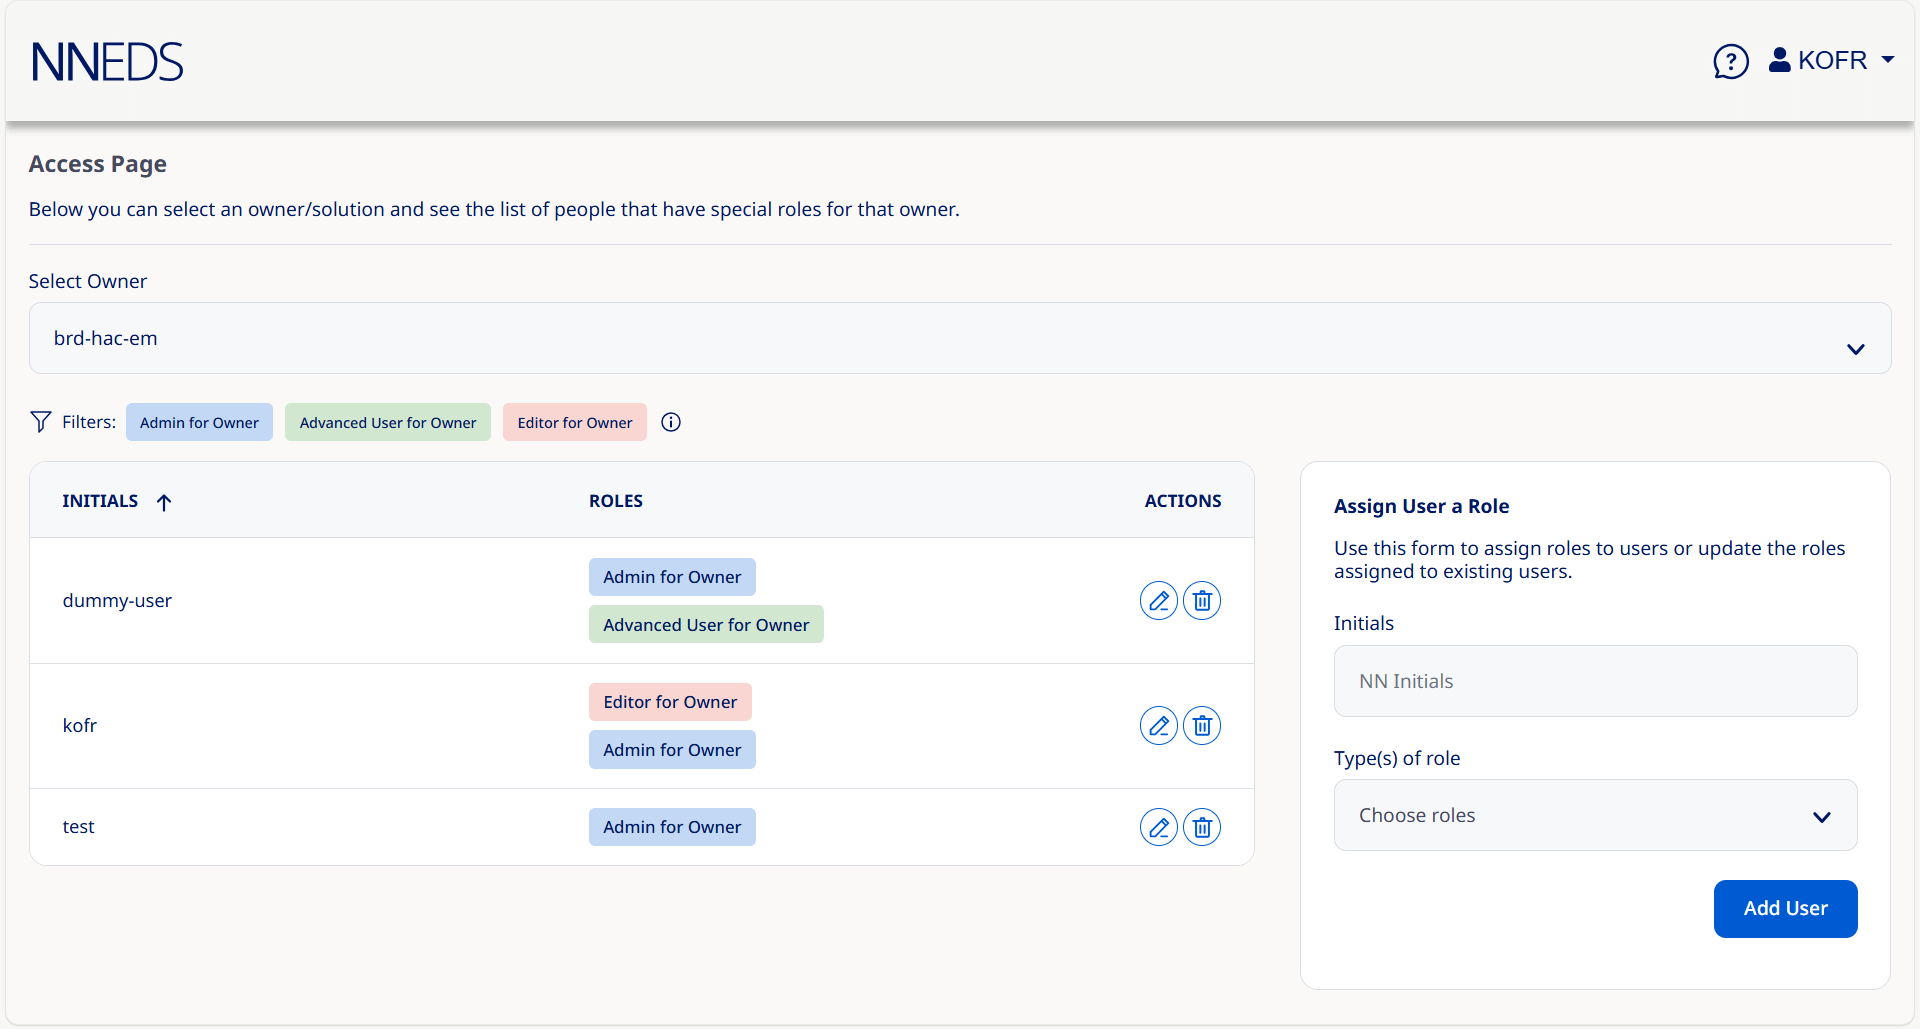 NNEDS
KOFR
Access Page
Below you can select an owner/solution and see the list of people that have special roles for that owner.
Select Owner
brd-hac-em
Filters: Admin for Owner Advanced User for Owner Editor for Owner
INITIALS ROLES ACTIONS
dummy-user
Admin for Owner
Advanced User for Owner
kofr
Editor for Owner
Admin for Owner
test
Admin for Owner
Assign User a Role
Use this form to assign roles to users or update the roles
assigned to existing users.
Initials
NN Initials
Type(s) of role
Choose roles
Add User